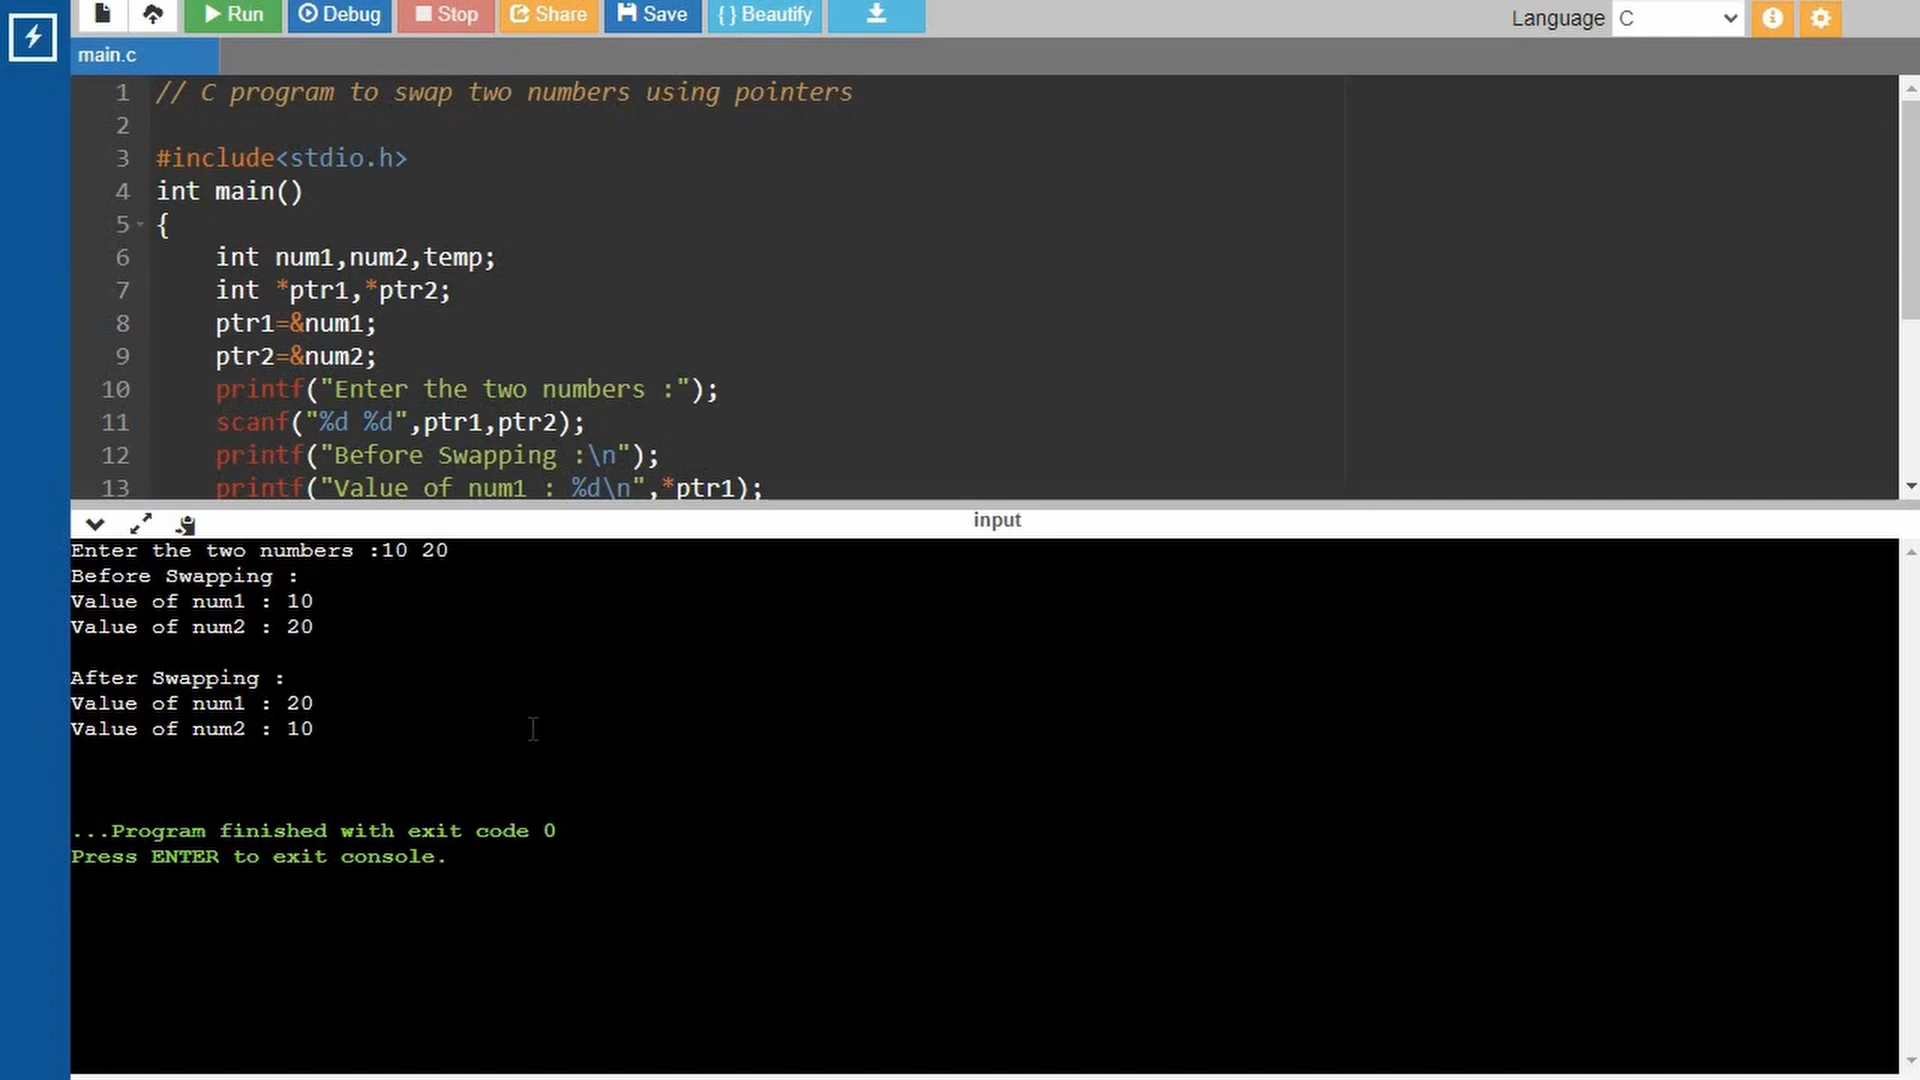 Run Debug Stop Share Save { } Beautify Language C
main.c
1 // C program to swap two numbers using pointers
2
3 #include<stdio.h>
4 int main()
5 {
6 int num1,num2,temp;
7 int *ptr1,*ptr2;
8 ptr1=&num1;
9 ptr2=&num2;
10 printf("Enter the two numbers :");
11 scanf("%d %d",ptr1,ptr2);
12 printf("Before Swapping :\n");
13 printf("Value of num1 : %d\n",*ptr1);
input
Enter the two numbers :10 20
Before Swapping :
Value of num1 : 10
Value of num2 : 20
After Swapping :
Value of num1 : 20
Value of num2 : 10
...Program finished with exit code 0
Press ENTER to exit console.